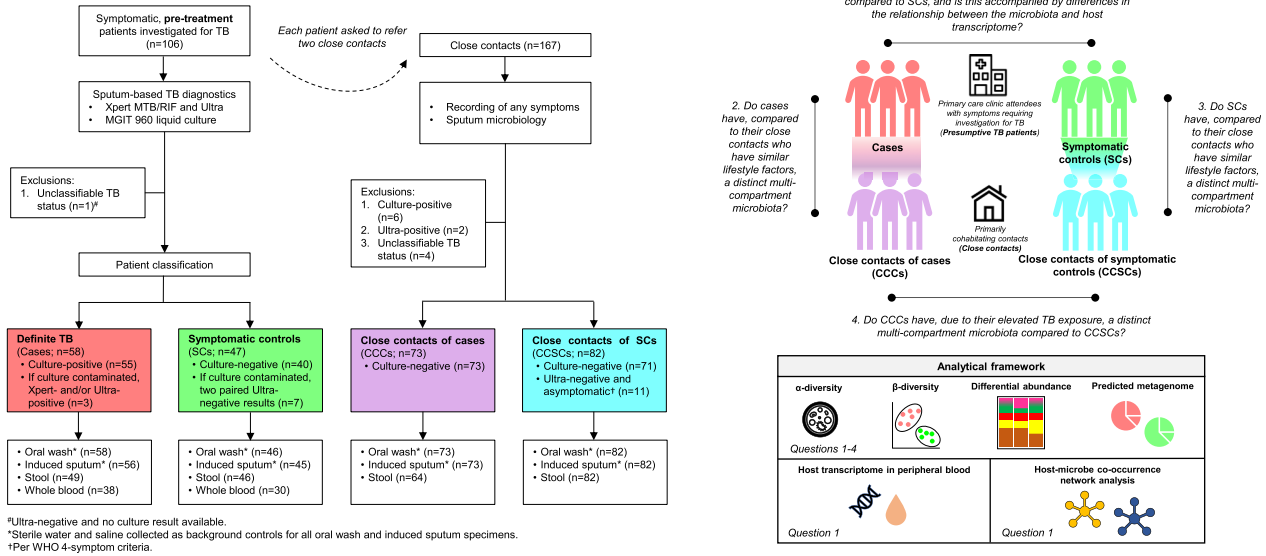 Symptomatic, pre-treatment
patients investigated for TB
(n=106)
Each patient asked to refer
two close contacts
Close contacts (n=167)
Sputum-based TB diagnostics
• Xpert MTB/RIF and Ultra
• MGIT 960 liquid culture
• Recording of any symptoms
• Sputum microbiology
Exclusions:
1. Unclassifiable TB
status (n=1)#
Exclusions:
1. Culture-positive
(n=6)
2. Ultra-positive (n=2)
3. Unclassifiable TB
status (n=4)
Patient classification
Definite TB
(Cases; n=58)
• Culture-positive (n=55)
• If culture contaminated,
Xpert- and/or Ultra-
positive (n=3)
Symptomatic controls
(SCs; n=47)
• Culture-negative (n=40)
• If culture contaminated,
two paired Ultra-
negative results (n=7)
Close contacts of cases
(CCCs; n=73)
• Culture-negative (n=73)
Close contacts of SCs
(CCSCs; n=82)
• Culture-negative (n=71)
• Ultra-negative and
asymptomatic† (n=11)
• Oral wash* (n=58)
• Induced sputum* (n=56)
• Stool (n=49)
• Whole blood (n=38)
• Oral wash* (n=46)
• Induced sputum* (n=45)
• Stool (n=46)
• Whole blood (n=30)
• Oral wash* (n=73)
• Induced sputum* (n=73)
• Stool (n=64)
• Oral wash* (n=82)
• Induced sputum* (n=82)
• Stool (n=82)
#Ultra-negative and no culture result available.
*Sterile water and saline collected as background controls for all oral wash and induced sputum specimens.
†Per WHO 4-symptom criteria.
compared to SCs, and is this accompanied by differences in
the relationship between the microbiota and host
transcriptome?
2. Do cases
have, compared
to their close
contacts who
have similar
lifestyle factors,
a distinct multi-
compartment
microbiota?
Primary care clinic attendees
with symptoms requiring
investigation for TB
(Presumptive TB patients)
Cases
Symptomatic
controls (SCs)
3. Do SCs
have, compared
to their close
contacts who
have similar
lifestyle factors,
a distinct multi-
compartment
microbiota?
Primarily
cohabitating contacts
(Close contacts)
Close contacts of cases
(CCCs)
Close contacts of symptomatic
controls (CCSCs)
4. Do CCCs have, due to their elevated TB exposure, a distinct
multi-compartment microbiota compared to CCSCs?
Analytical framework
α-diversity
β-diversity
Differential abundance
Predicted metagenome
Questions 1-4
Host transcriptome in peripheral blood
Question 1
Host-microbe co-occurrence
network analysis
Question 1